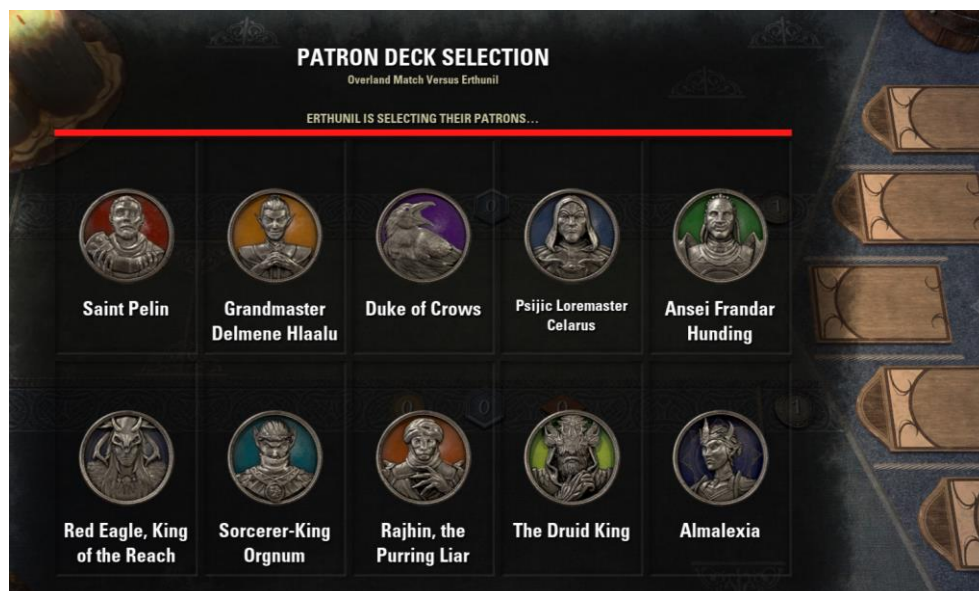 PATRON DECK SELECTION
Overland Match Versus Erthunil
ERTHUNIL IS SELECTING THEIR PATRONS...
Saint Pelin
Grandmaster
Delmene Hlaalu
Duke of Crows
Psijic Loremaster
Celarus
Ansei Frandar
Hunding
Red Eagle, King
of the Reach
Sorcerer-King
Orgnum
Rajhin, the
Purring Liar
The Druid King
Almalexia